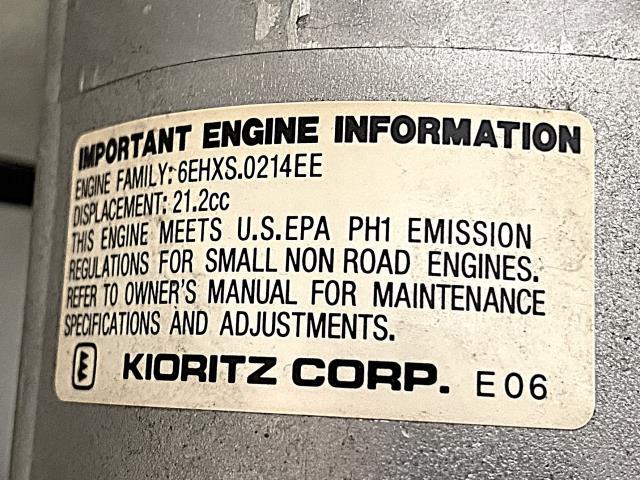 IMPORTANT ENGINE INFORMATION
ENGINE FAMILY: 6EHXS.0214EE
DISPLACEMENT: 21.2cc
THIS ENGINE MEETS U.S.EPA PH1 EMISSION
REGULATIONS FOR SMALL NON ROAD ENGINES.
REFER TO OWNER'S MANUAL FOR MAINTENANCE
SPECIFICATIONS AND ADJUSTMENTS.
KIORITZ CORP. E06